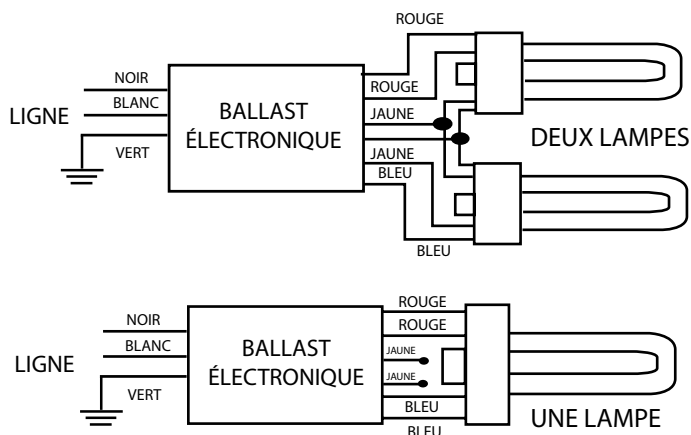 ROUGE
NOIR
ROUGE
LIGNE
BLANC
BALLAST
ÉLECTRONIQUE
JAUNE
DEUX LAMPES
VERT
JAUNE
BLEU
BLEU
ROUGE
NOIR
ROUGE
LIGNE
BLANC
BALLAST
ÉLECTRONIQUE
JAUNE
JAUNE
VERT
BLEU
UNE LAMPE
BLEU